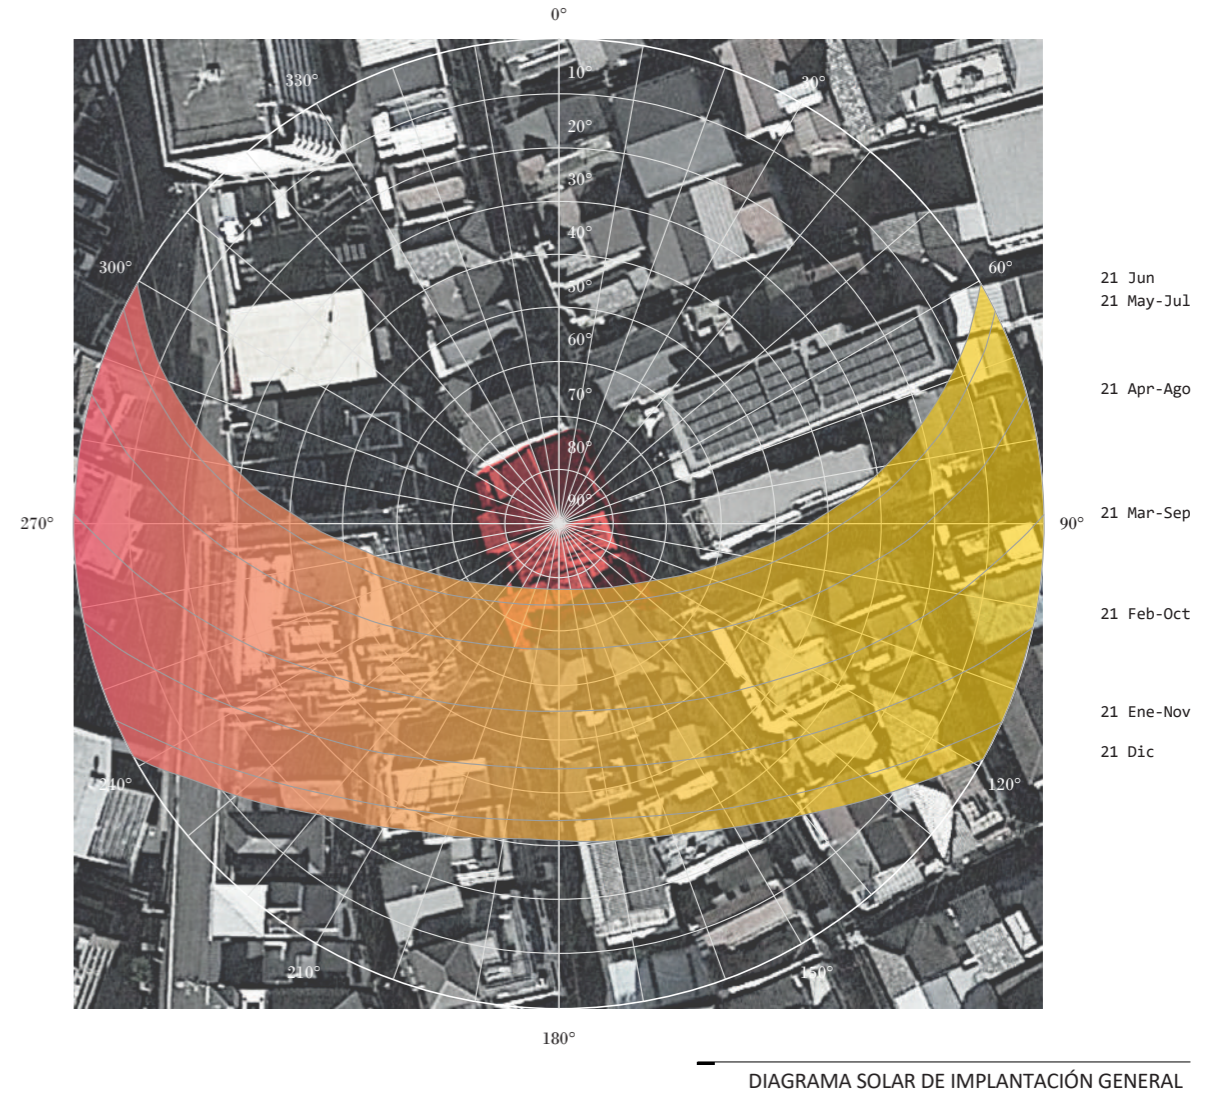 0°
10°
330°
30°
20°
30°
40°
300°
60°
21 Jun
50°
21 May-Jul
60°
21 Apr-Ago
70°
80°
90°
21 Mar-Sep
270°
90°
21 Feb-Oct
21 Ene-Nov
21 Dic
240°
120°
210°
150°
180°
DIAGRAMA SOLAR DE IMPLANTACIÓN GENERAL